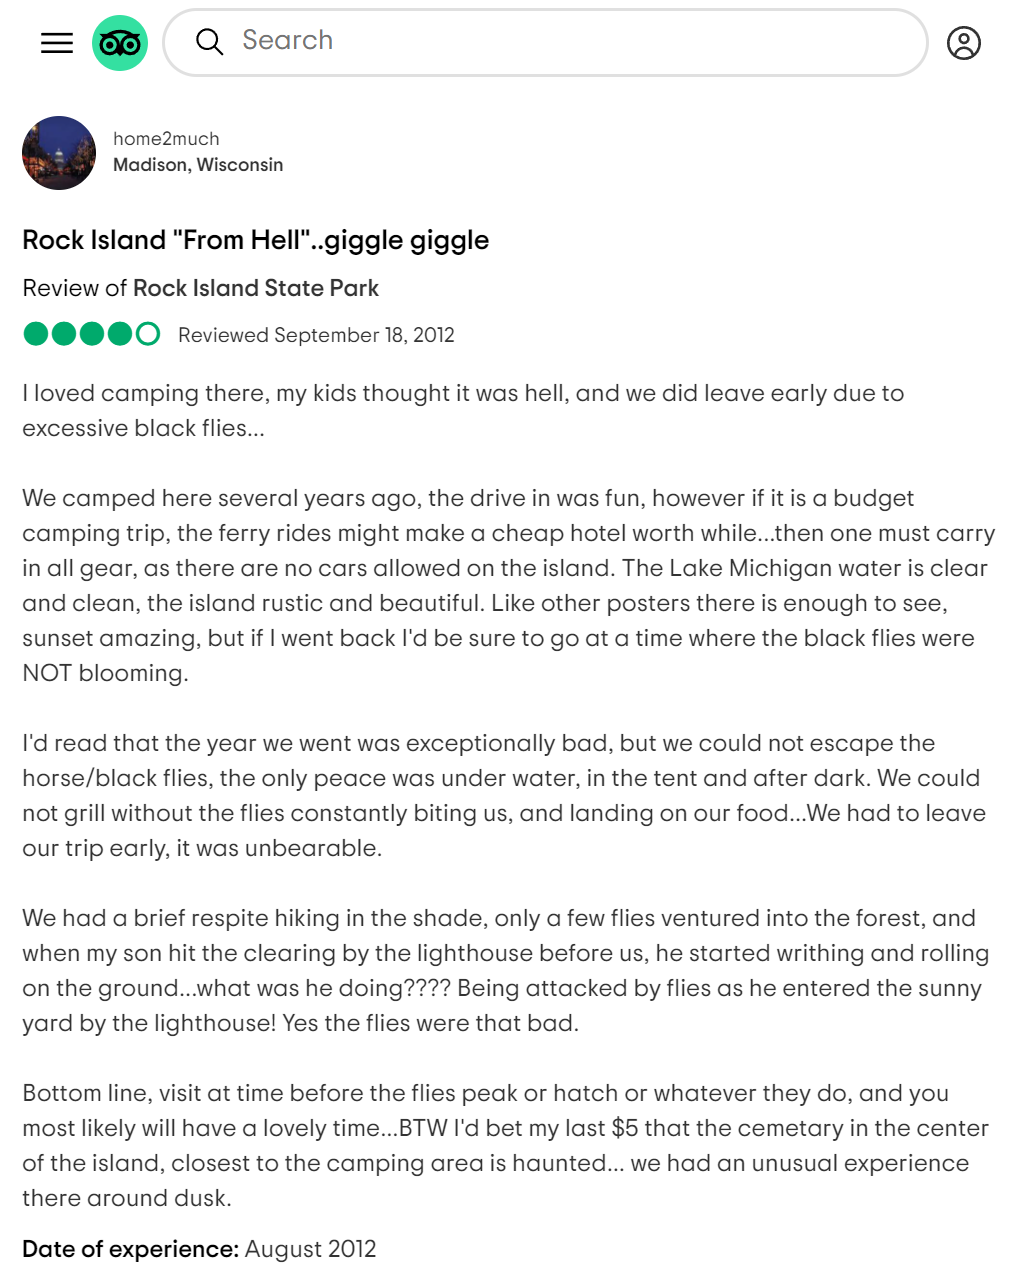 Search
home2much
Madison, Wisconsin
Rock Island "From Hell"..giggle giggle
Review of Rock Island State Park
Reviewed September 18, 2012
I loved camping there, my kids thought it was hell, and we did leave early due to
excessive black flies...
We camped here several years ago, the drive in was fun, however if it is a budget
camping trip, the ferry rides might make a cheap hotel worth while...then one must carry
in all gear, as there are no cars allowed on the island. The Lake Michigan water is clear
and clean, the island rustic and beautiful. Like other posters there is enough to see,
sunset amazing, but if I went back I'd be sure to go at a time where the black flies were
NOT blooming.
I'd read that the year we went was exceptionally bad, but we could not escape the
horse/black flies, the only peace was under water, in the tent and after dark. We could
not grill without the flies constantly biting us, and landing on our food...We had to leave
our trip early, it was unbearable.
We had a brief respite hiking in the shade, only a few flies ventured into the forest, and
when my son hit the clearing by the lighthouse before us, he started writhing and rolling
on the ground...what was he doing???? Being attacked by flies as he entered the sunny
yard by the lighthouse! Yes the flies were that bad.
Bottom line, visit at time before the flies peak or hatch or whatever they do, and you
most likely will have a lovely time...BTW I'd bet my last $5 that the cemetary in the center
of the island, closest to the camping area is haunted... we had an unusual experience
there around dusk.
Date of experience: August 2012